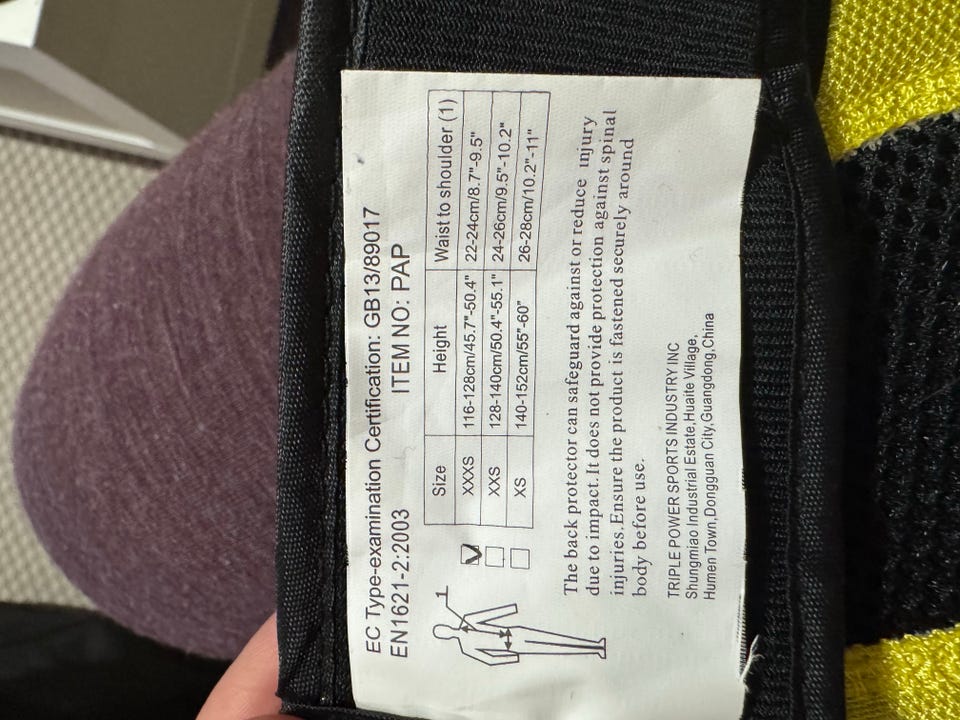 EC Type-examination Certification: GB13/89017
EN1621-2:2003 ITEM NO: PAP
1
Size Height Waist to shoulder (1)
XXXS 116-128cm/45.7"-50.4" 22-24cm/8.7"-9.5"
XXS 128-140cm/50.4"-55.1" 24-26cm/9.5"-10.2"
XS 140-152cm/55"-60" 26-28cm/10.2"-11"
The back protector can safeguard against or reduce injury
due to impact.It does not provide protection against spinal
injuries.Ensure the product is fastened securely around
body before use.
TRIPLE POWER SPORTS INDUSTRY INC
Shungmiao Industrial Estate,Huaite Village,
Humen Town,Dongguan City,Guangdong,China